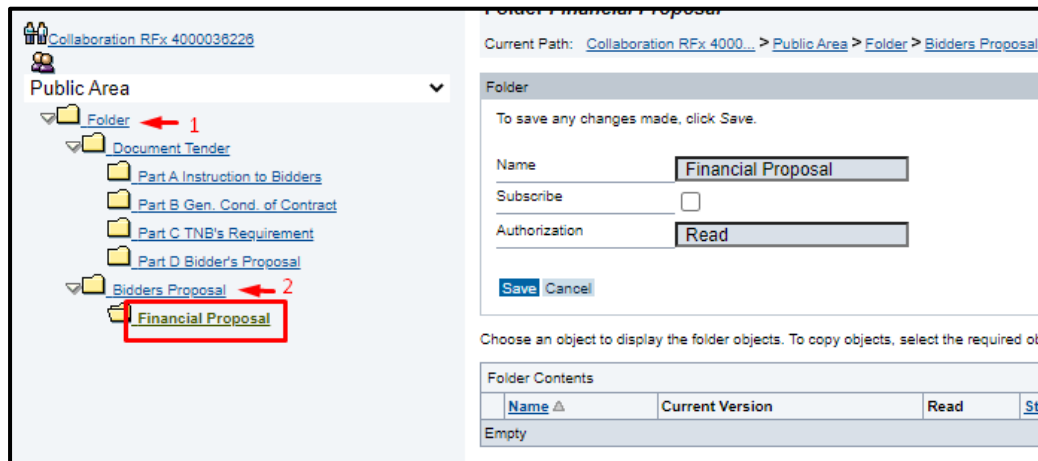 Collaboration RFx 4000036226
Public Area
Folder 1
Document Tender
Part A Instruction to Bidders
Part B Gen. Cond. of Contract
Part C TNB's Requirement
Part D Bidder's Proposal
Bidders Proposal 2
Financial Proposal
Folder Financial Proposal
Current Path: Collaboration RFx 4000... > Public Area > Folder > Bidders Proposal
Folder
To save any changes made, click Save.
Name Financial Proposal
Subscribe
Authorization Read
Save Cancel
Choose an object to display the folder objects. To copy objects, select the required
Folder Contents
Name Current Version Read
Empty